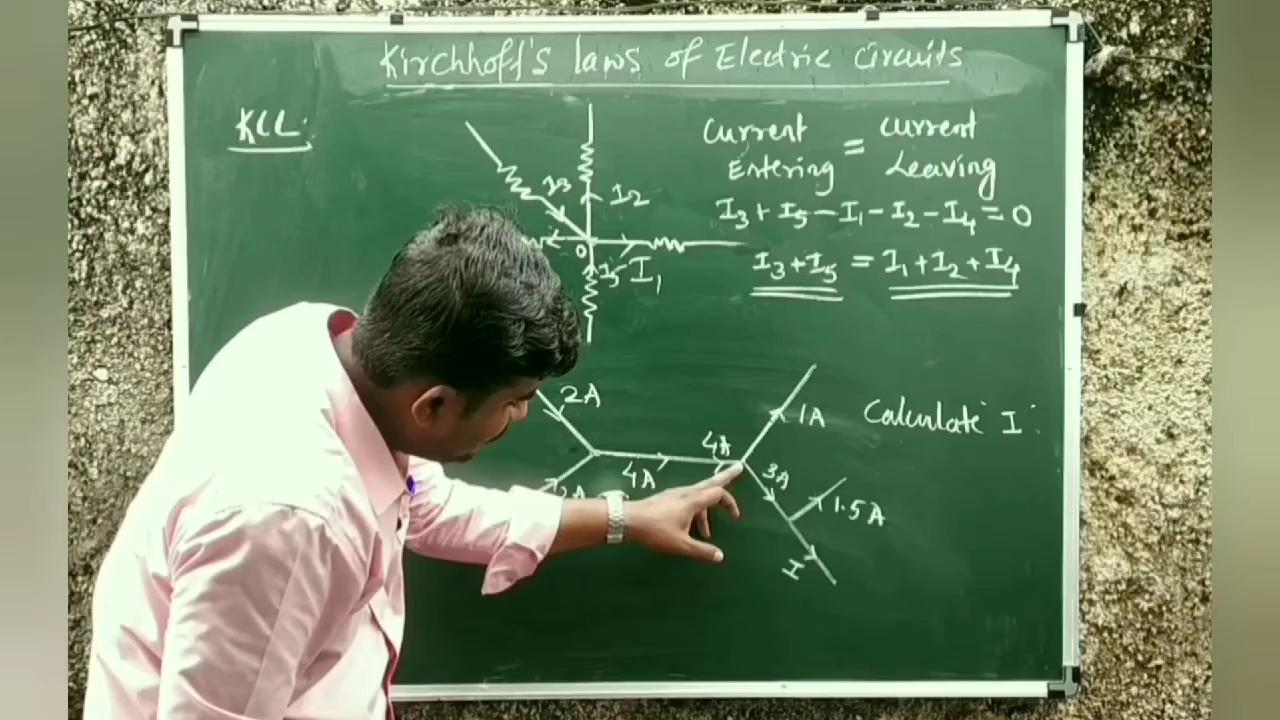 Kirchhoff's laws of Electric Circuits
KCL:
Current Entering = Current Leaving
I3 + I5 - I1 - I2 - I4 = 0
I3 + I5 = I1 + I2 + I4
I3
I2
O
I5
I1
2A
2A
4A
4A
1A
3A
1.5A
I
Calculate I: